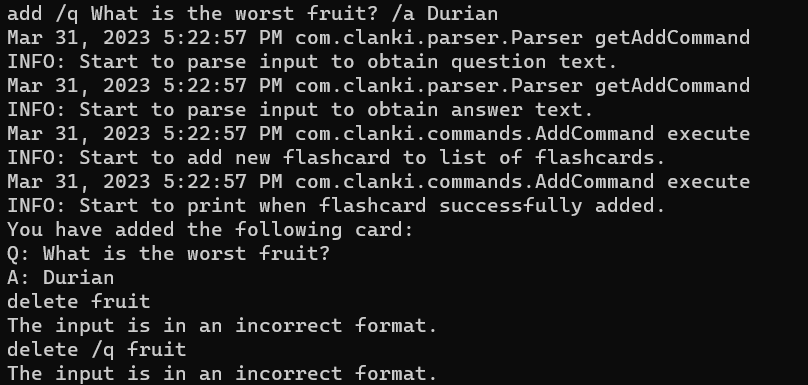 add /q What is the worst fruit? /a Durian
Mar 31, 2023 5:22:57 PM com.clanki.parser.Parser getAddCommand
INFO: Start to parse input to obtain question text.
Mar 31, 2023 5:22:57 PM com.clanki.parser.Parser getAddCommand
INFO: Start to parse input to obtain answer text.
Mar 31, 2023 5:22:57 PM com.clanki.commands.AddCommand execute
INFO: Start to add new flashcard to list of flashcards.
Mar 31, 2023 5:22:57 PM com.clanki.commands.AddCommand execute
INFO: Start to print when flashcard successfully added.
You have added the following card:
Q: What is the worst fruit?
A: Durian
delete fruit
The input is in an incorrect format.
delete /q fruit
The input is in an incorrect format.